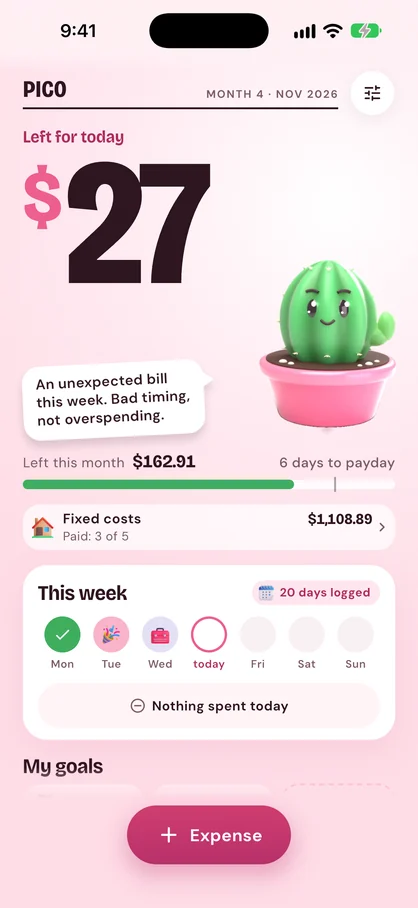 9:41
PICO
MONTH 4 · NOV 2026
Left for today
$27
An unexpected bill
this week. Bad timing,
not overspending.
Left this month $162.91
6 days to payday
Fixed costs
$1,108.89
Paid: 3 of 5
This week
20 days logged
Mon Tue Wed today Fri Sat Sun
Nothing spent today
My goals
+ Expense